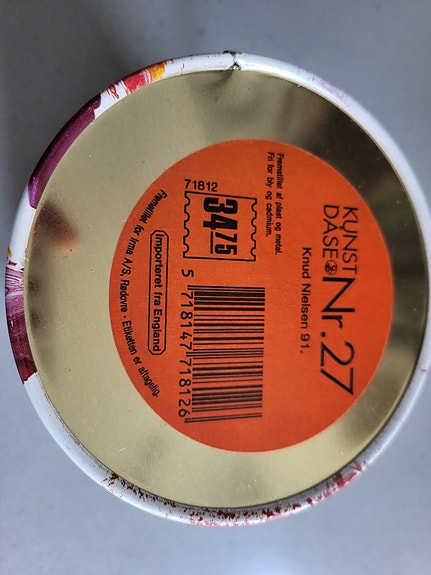 KUNST
DÅSE Nr. 27
Knud Nielsen 91.
Fremstillet af plast og metal.
Fri for bly og cadmium.
71812
34.75
5 718147 718126
Importeret fra England
Fremstillet for Irma A/S, Rødovre · Etiketten er aftagelig.